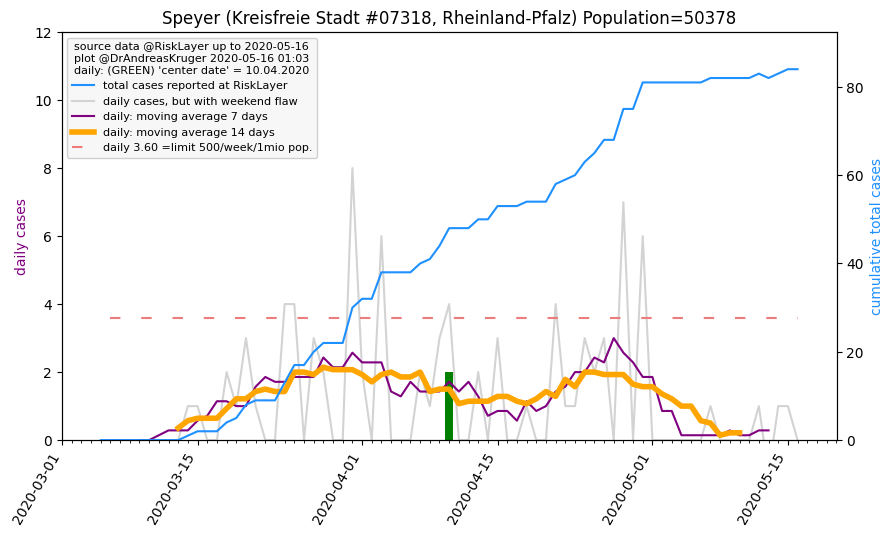 Speyer (Kreisfreie Stadt #07318, Rheinland-Pfalz) Population=50378
source data @RiskLayer up to 2020-05-16
plot @DrAndreasKruger 2020-05-16 01:03
daily: (GREEN) 'center date' = 10.04.2020
total cases reported at RiskLayer
daily cases, but with weekend flaw
daily: moving average 7 days
daily: moving average 14 days
daily 3.60 =limit 500/week/1mio pop.
daily cases
12
10
8
6
4
2
0
cumulative total cases
80
60
40
20
0
2020-03-01
2020-03-15
2020-04-01
2020-04-15
2020-05-01
2020-05-15